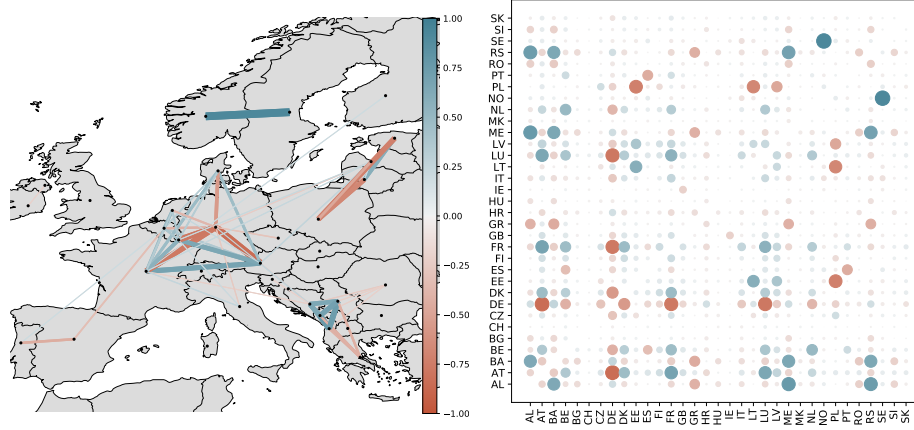 1.00
0.75
0.50
0.25
0.00
−0.25
−0.50
−0.75
−1.00
SK
SI
SE
RS
RO
PT
PL
NO
NL
MK
ME
LV
LU
LT
IT
IE
HU
HR
GR
GB
FR
FI
ES
EE
DK
DE
CZ
CH
BG
BE
BA
AT
AL
AL
AT
BA
BE
BG
CH
CZ
DE
DK
EE
ES
FI
FR
GB
GR
HR
HU
IE
IT
LT
LU
LV
ME
MK
NL
NO
PL
PT
RO
RS
SE
SI
SK